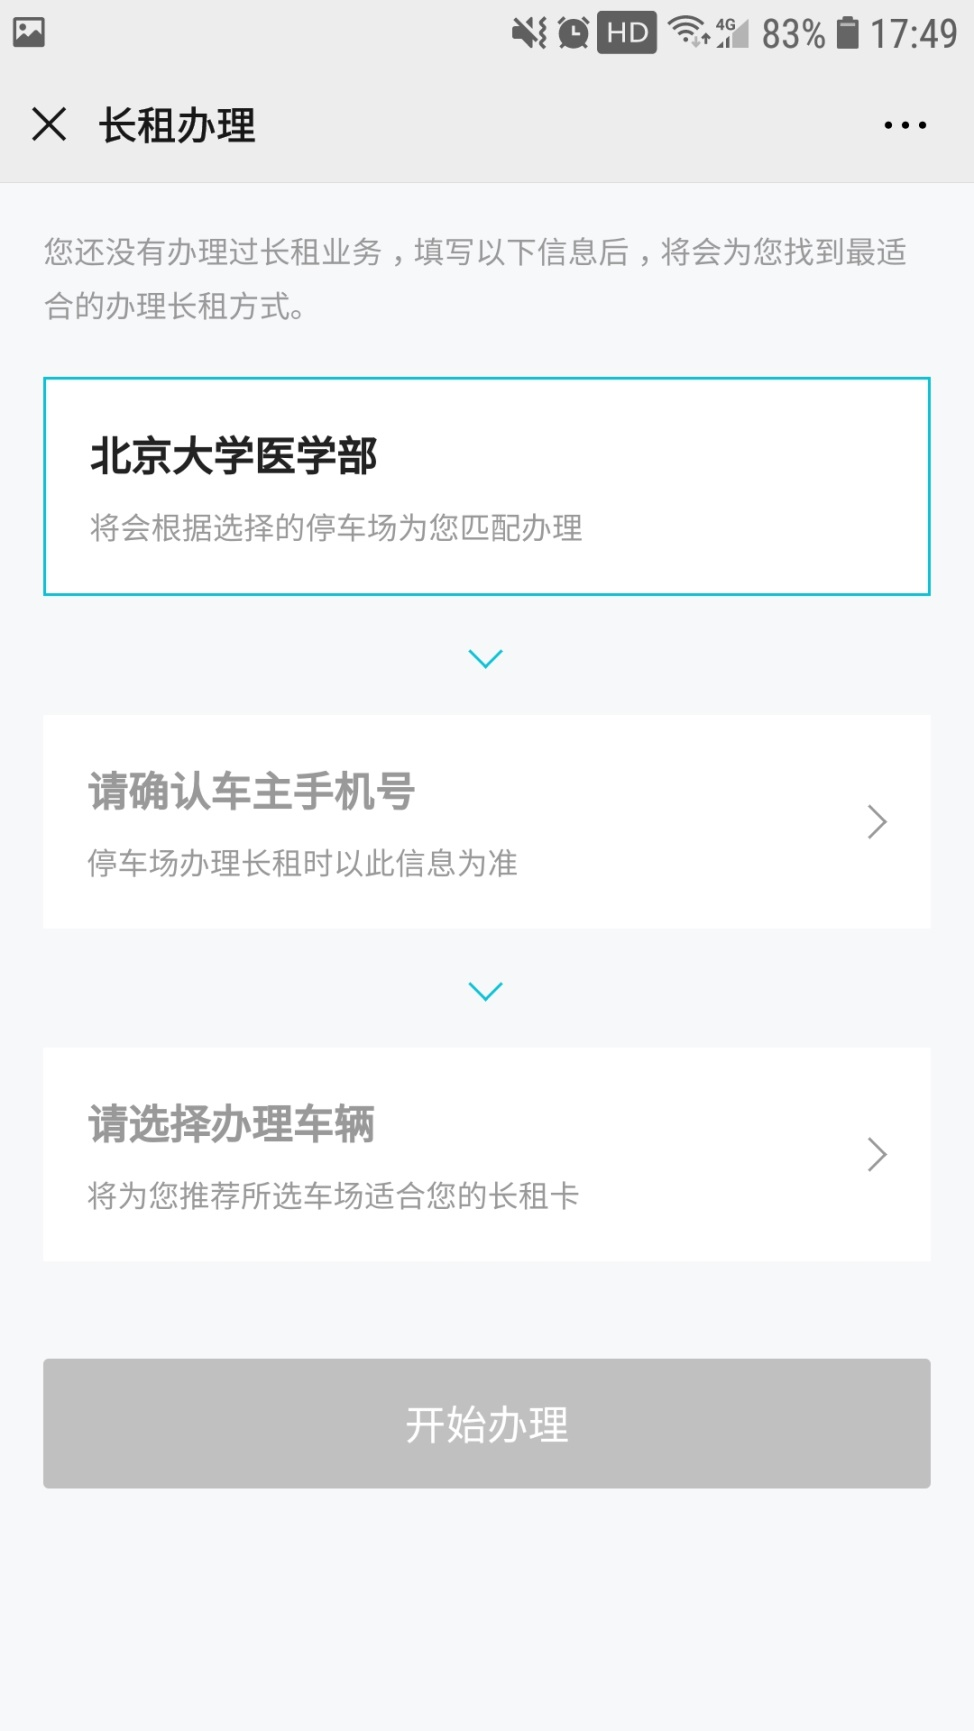 HD 4G 83% 17:49
长租办理
您还没有办理过长租业务，填写以下信息后，将会为您找到最适
合的办理长租方式。
北京大学医学部
将会根据选择的停车场为您匹配办理
请确认车主手机号
停车场办理长租时以此信息为准
请选择办理车辆
将为您推荐所选车场适合您的长租卡
开始办理